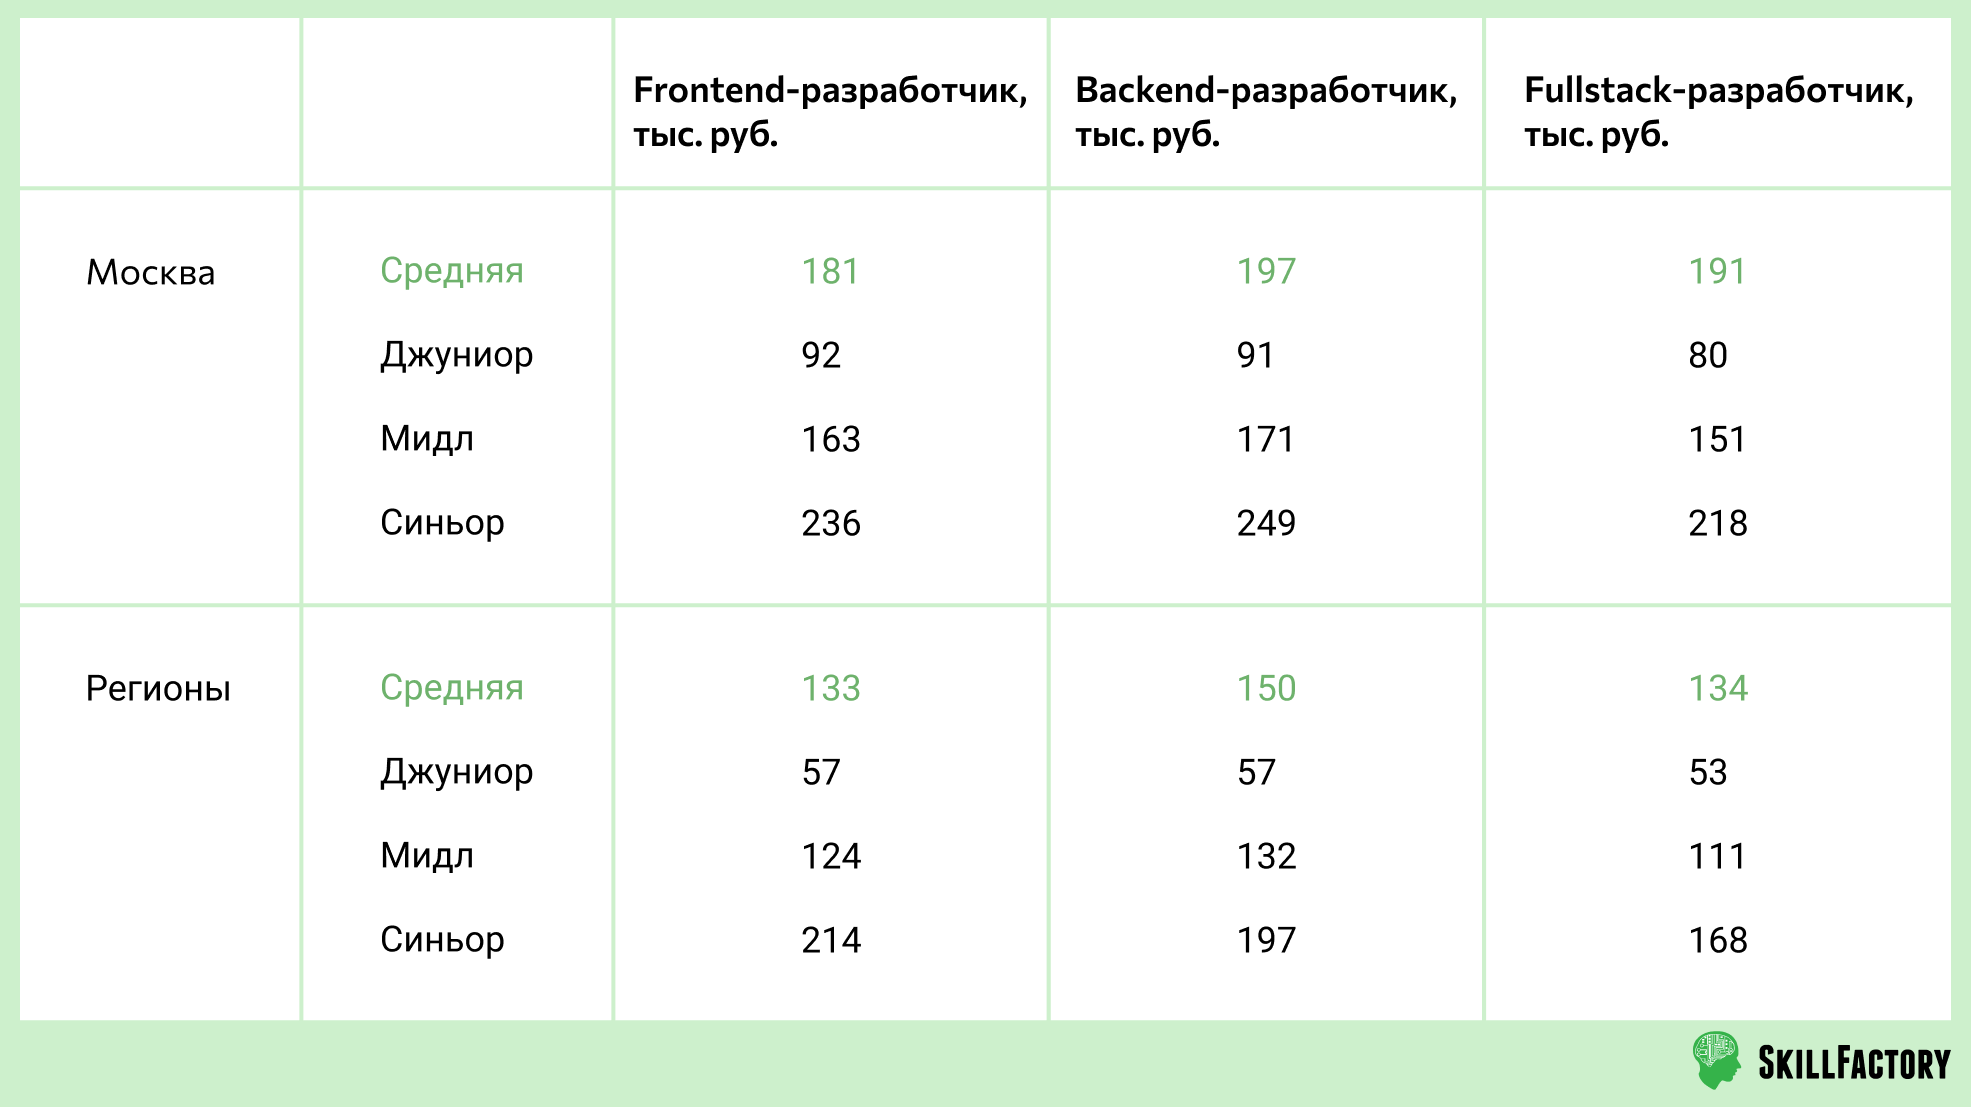 Frontend-разработчик,
тыс. руб.
Backend-разработчик,
тыс. руб.
Fullstack-разработчик,
тыс. руб.
Москва
Средняя 181 197 191
Джуниор 92 91 80
Мидл 163 171 151
Синьор 236 249 218
Регионы
Средняя 133 150 134
Джуниор 57 57 53
Мидл 124 132 111
Синьор 214 197 168
SKILLFACTORY